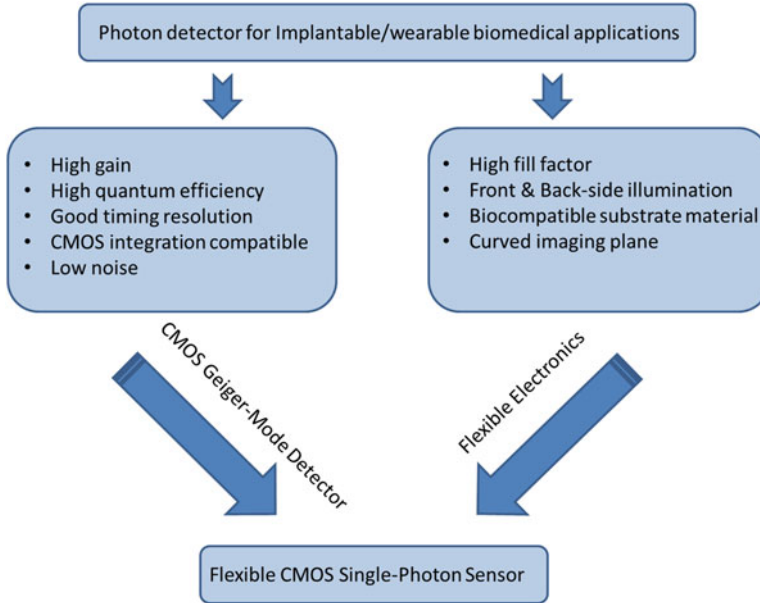 Photon detector for Implantable/wearable biomedical applications
• High gain
• High quantum efficiency
• Good timing resolution
• CMOS integration compatible
• Low noise
• High fill factor
• Front & Back-side illumination
• Biocompatible substrate material
• Curved imaging plane
CMOS Geiger-Mode Detector
Flexible Electronics
Flexible CMOS Single-Photon Sensor